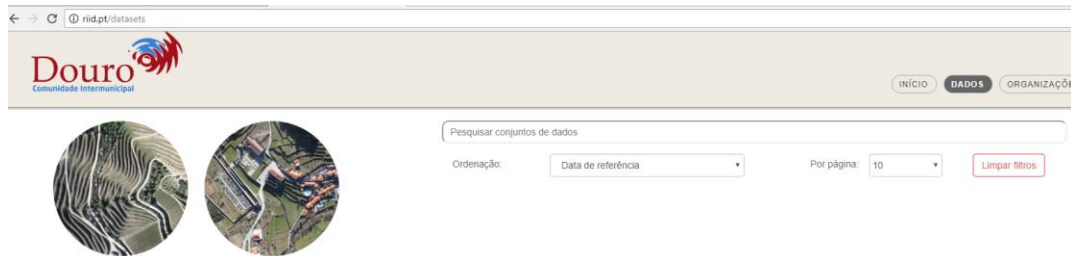 riid.pt/datasets
Douro
Comunidade Intermunicipal
INÍCIO DADOS ORGANIZAÇÕE
Pesquisar conjuntos de dados
Ordenação: Data de referência Por página: 10 Limpar filtros